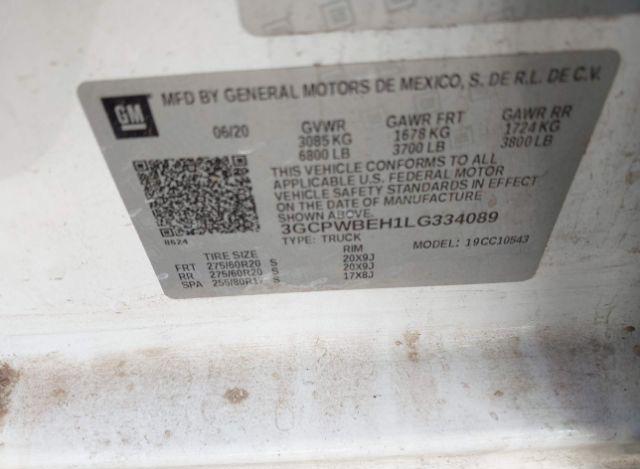 GM
MFD BY GENERAL MOTORS DE MEXICO, S. DE R.L. DE C.V.
06/20 GVWR GAWR FRT GAWR RR
3085 KG 1678 KG 1724 KG
6800 LB 3700 LB 3800 LB
THIS VEHICLE CONFORMS TO ALL
APPLICABLE U.S. FEDERAL MOTOR
VEHICLE SAFETY STANDARDS IN EFFECT
ON THE DATE OF MANUFACTURE
SHOWN ABOVE.
3GCPWBEH1LG334089
8624 TYPE: TRUCK MODEL: 19CC10543
TIRE SIZE RIM
FRT 275/60R20 S 20X9J
RR 275/60R20 S 20X9J
SPA 255/80R17 S 17X8J